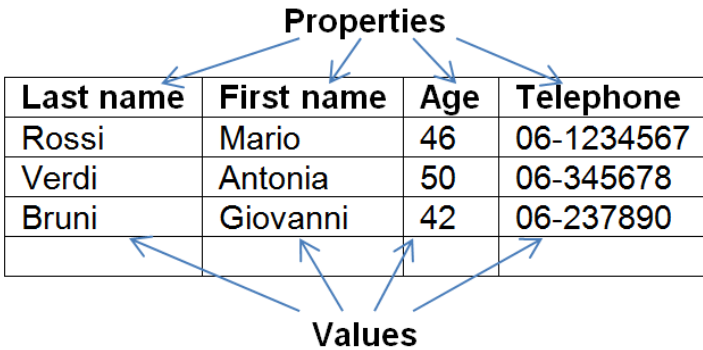 Properties
Last name First name Age Telephone
Rossi Mario 46 06-1234567
Verdi Antonia 50 06-345678
Bruni Giovanni 42 06-237890
Values